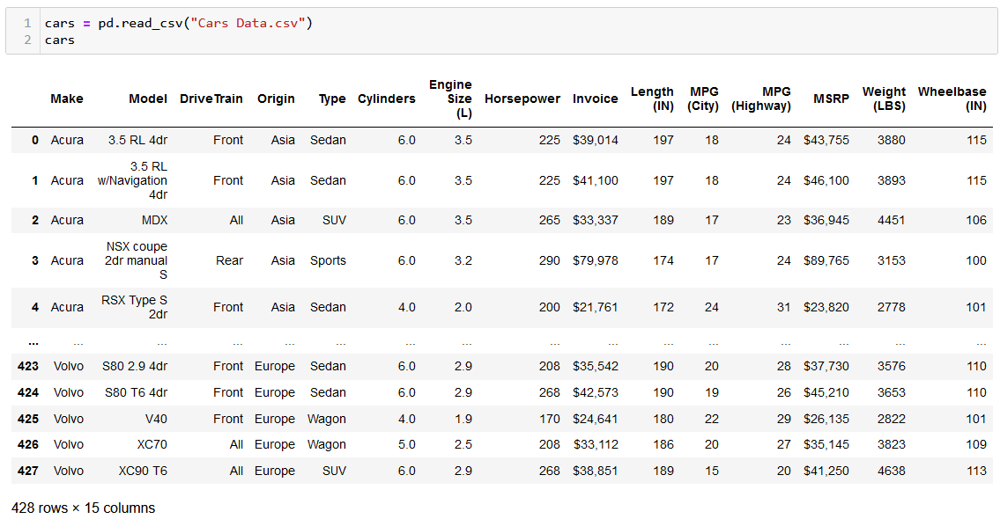 1 cars = pd.read_csv("Cars Data.csv")
2 cars
Make Model DriveTrain Origin Type Cylinders Engine Size (L) Horsepower Invoice Length (IN) MPG (City) MPG (Highway) MSRP Weight (LBS) Wheelbase (IN)
0 Acura 3.5 RL 4dr Front Asia Sedan 6.0 3.5 225 $39,014 197 18 24 $43,755 3880 115
1 Acura 3.5 RL w/Navigation 4dr Front Asia Sedan 6.0 3.5 225 $41,100 197 18 24 $46,100 3893 115
2 Acura MDX All Asia SUV 6.0 3.5 265 $33,337 189 17 23 $36,945 4451 106
3 Acura NSX coupe 2dr manual S Rear Asia Sports 6.0 3.2 290 $79,978 174 17 24 $89,765 3153 100
4 Acura RSX Type S 2dr Front Asia Sedan 4.0 2.0 200 $21,761 172 24 31 $23,820 2778 101
... ... ... ... ... ... ... ... ... ... ... ... ... ... ... ...
423 Volvo S80 2.9 4dr Front Europe Sedan 6.0 2.9 208 $35,542 190 20 28 $37,730 3576 110
424 Volvo S80 T6 4dr Front Europe Sedan 6.0 2.9 268 $42,573 190 19 26 $45,210 3653 110
425 Volvo V40 Front Europe Wagon 4.0 1.9 170 $24,641 180 22 29 $26,135 2822 101
426 Volvo XC70 All Europe Wagon 5.0 2.5 208 $33,112 186 20 27 $35,145 3823 109
427 Volvo XC90 T6 All Europe SUV 6.0 2.9 268 $38,851 189 15 20 $41,250 4638 113
428 rows × 15 columns